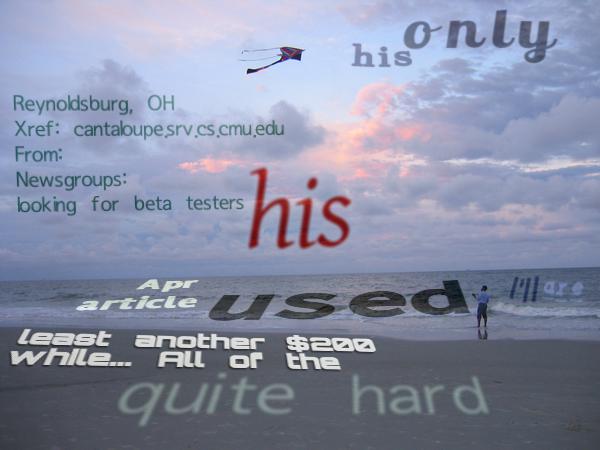 his only
Reynoldsburg, OH
Xref: cantaloupe.srv.cs.cmu.edu
From:
Newsgroups:
looking for beta testers
his
Apr
article
used
I'll are
least another $200
while... All of the
quite hard